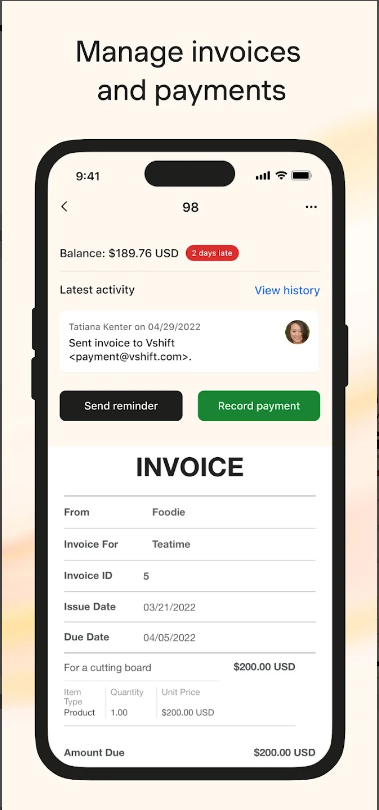 Manage invoices
and payments
9:41
98
Balance: $189.76 USD 2 days late
Latest activity View history
Tatiana Kenter on 04/29/2022
Sent invoice to Vshift
<payment@vshift.com>.
Send reminder Record payment
INVOICE
From Foodie
Invoice For Teatime
Invoice ID 5
Issue Date 03/21/2022
Due Date 04/05/2022
For a cutting board $200.00 USD
Item Quantity Unit Price
Type
Product 1.00 $200.00 USD
Amount Due $200.00 USD